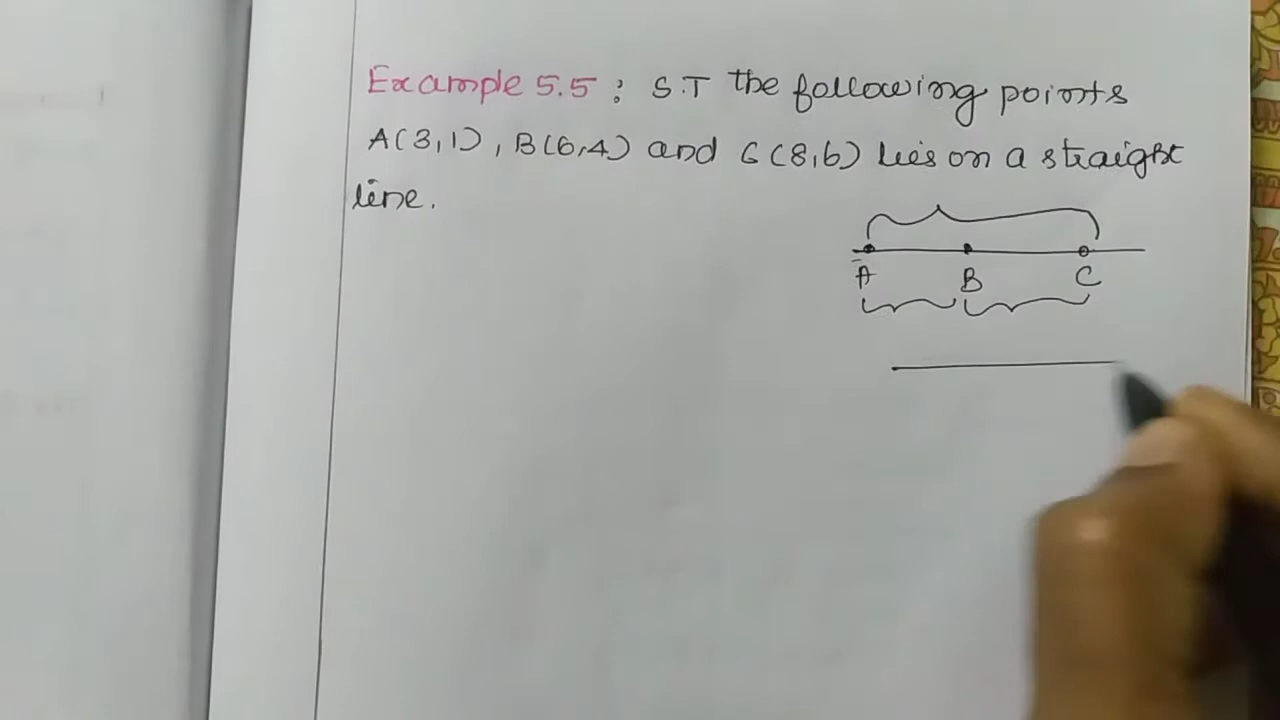 Example 5.5 : S.T the following points
A(3,1), B(6,4) and C(8,6) lies on a straight
line.
A B C